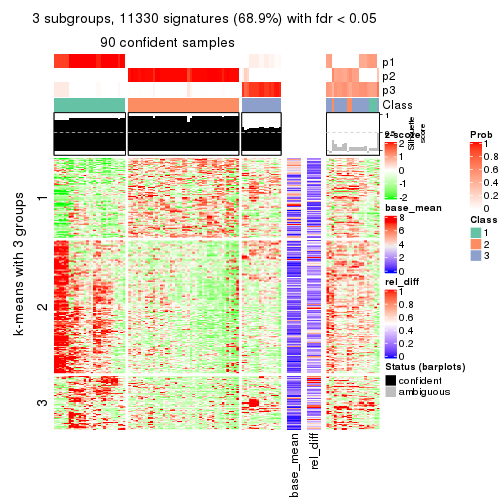 3 subgroups, 11330 signatures (68.9%) with fdr < 0.05
90 confident samples
p1
p2
p3
Class
1
Silhouette
score
z-score
2
0
-2
base_mean
8
6
4
2
0
rel_diff
1
0.8
0.6
0.4
0.2
0
Status (barplots)
confident
ambiguous
Prob
1
0.8
0.6
0.4
0.2
0
Class
1
2
3
k-means with 3 groups
1
2
3
base_mean
rel_diff